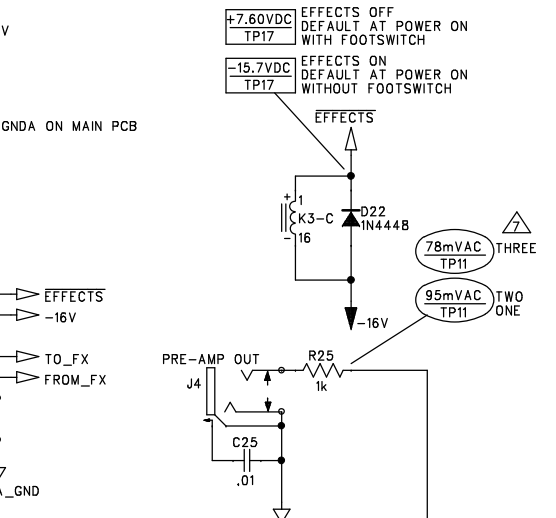 V
+7.60VDC
TP17
EFFECTS OFF
DEFAULT AT POWER ON
WITH FOOTSWITCH
-15.7VDC
TP17
EFFECTS ON
DEFAULT AT POWER ON
WITHOUT FOOTSWITCH
EFFECTS
GNDA ON MAIN PCB
+
1
K3-C
-
16
D22
1N4448
7
78mVAC
TP11
THREE
95mVAC
TP11
TWO
ONE
EFFECTS
-16V
-16V
TO_FX
FROM_FX
PRE-AMP OUT
J4
R25
1k
C25
.01
A_GND